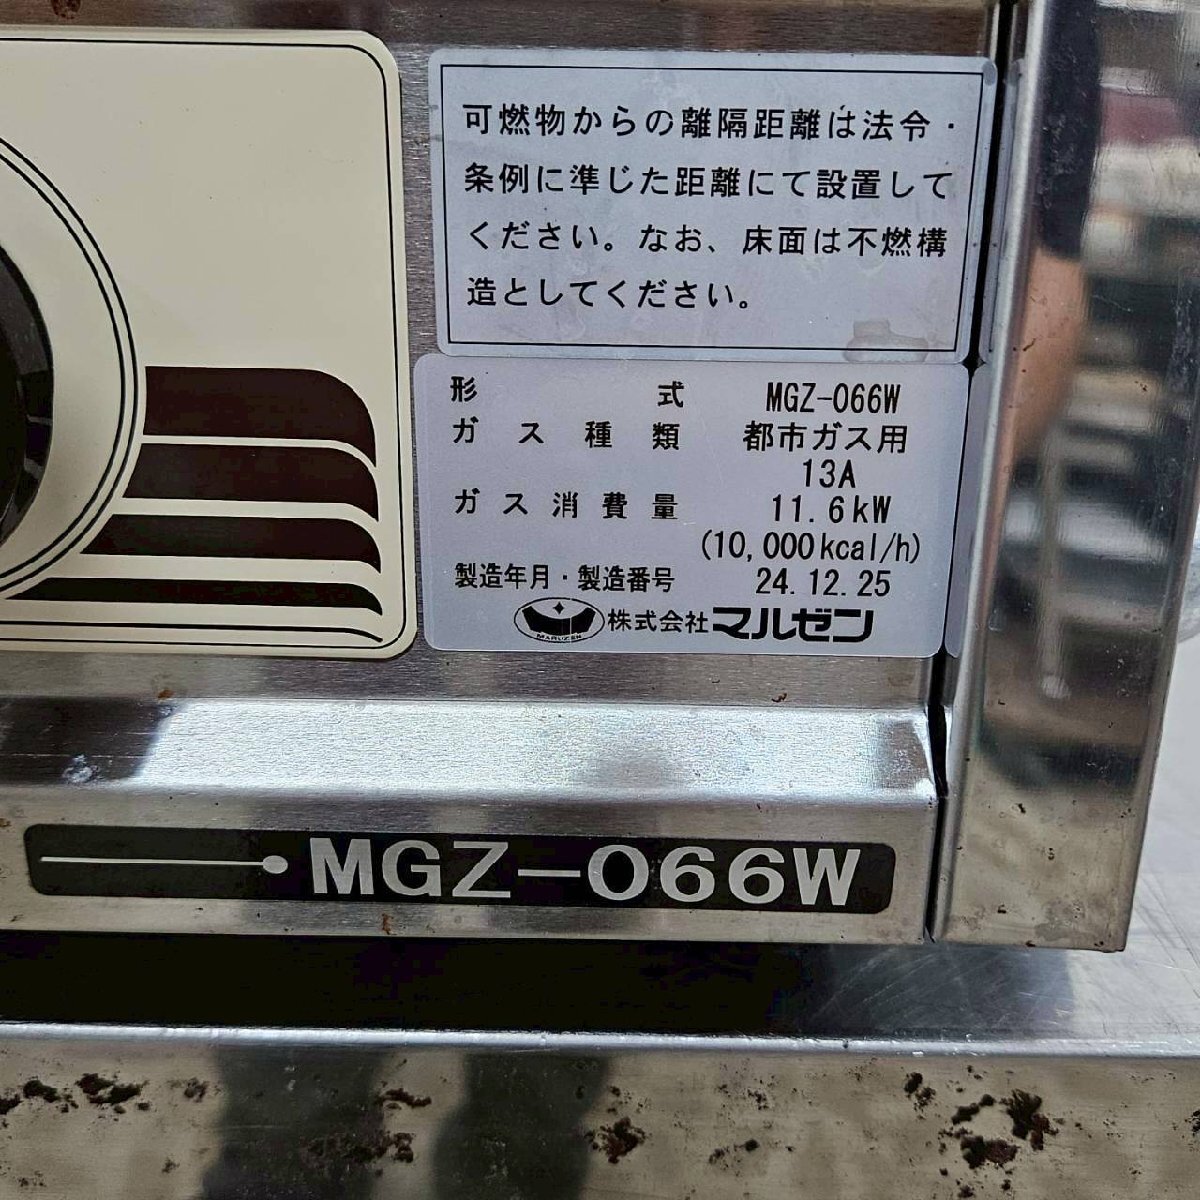 可燃物からの離隔距離は法令・
条例に準じた距離にて設置して
ください。なお、床面は不燃構
造としてください。
形式 MGZ-066W
ガス種類 都市ガス用
13A
ガス消費量 11.6kW
(10,000kcal/h)
製造年月・製造番号 24.12.25
MARUZEN 株式会社マルゼン
MGZ-066W